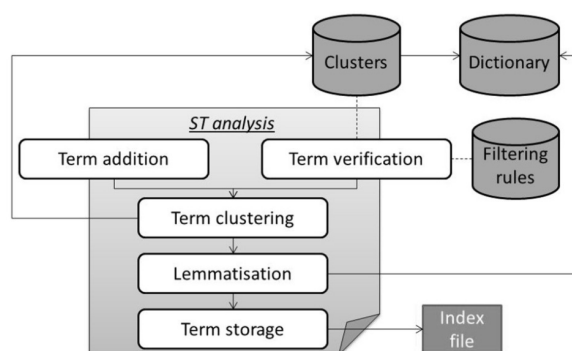 Clusters
Dictionary
ST analysis
Term addition
Term verification
Filtering
rules
Term clustering
Lemmatisation
Term storage
Index
file